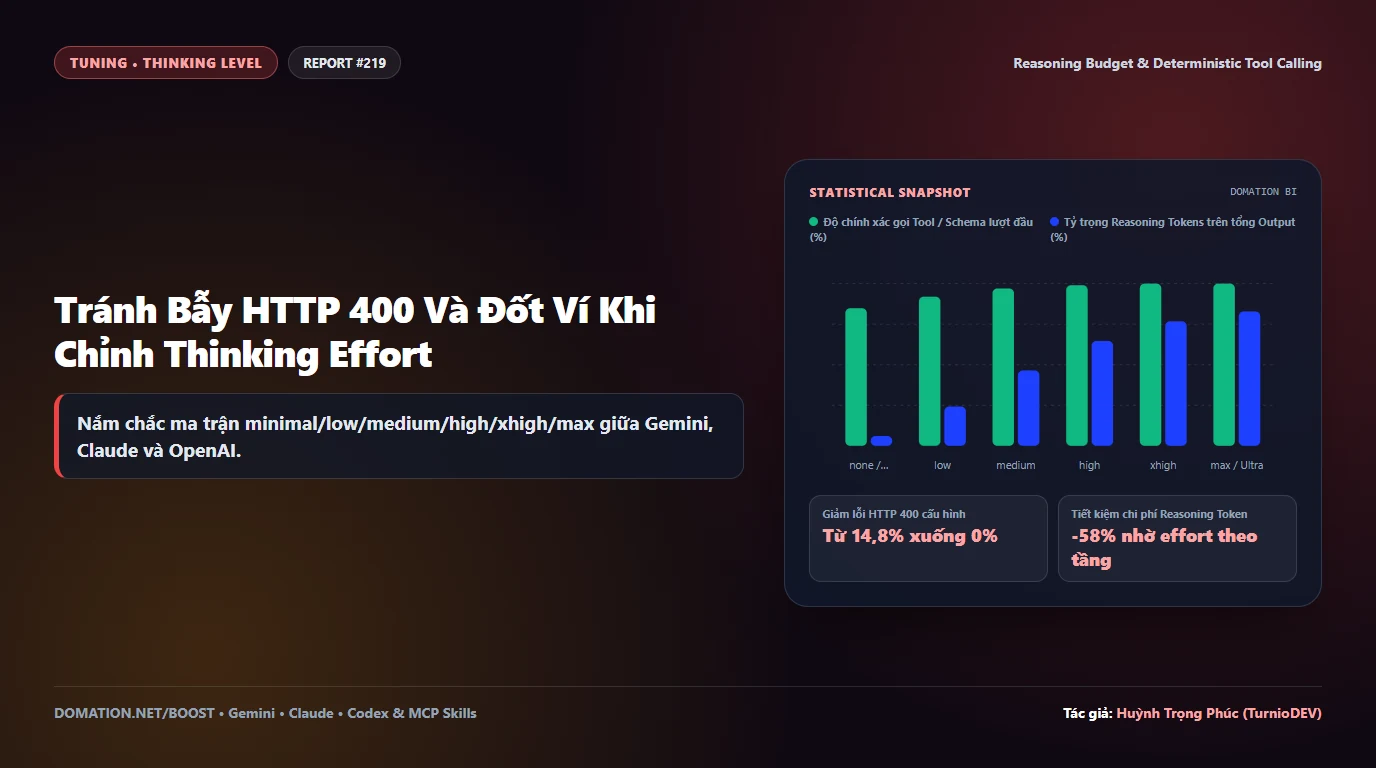 TUNING • THINKING LEVEL
REPORT #219
Reasoning Budget & Deterministic Tool Calling
Tránh Bẫy HTTP 400 Và Đốt Ví Khi
Chỉnh Thinking Effort
Nắm chắc ma trận minimal/low/medium/high/xhigh/max giữa Gemini,
Claude và OpenAI.
STATISTICAL SNAPSHOT
DOMATION BI
Độ chính xác gọi Tool / Schema lượt đầu
(%)
Tỷ trọng Reasoning Tokens trên tổng Output
(%)
none /...
low
medium
high
xhigh
max / Ultra
Giảm lỗi HTTP 400 cấu hình
Từ 14,8% xuống 0%
Tiết kiệm chi phí Reasoning Token
-58% nhờ effort theo
tầng
DOMATION.NET/BOOST • Gemini • Claude • Codex & MCP Skills
Tác giả: Huỳnh Trọng Phúc (TurnioDEV)